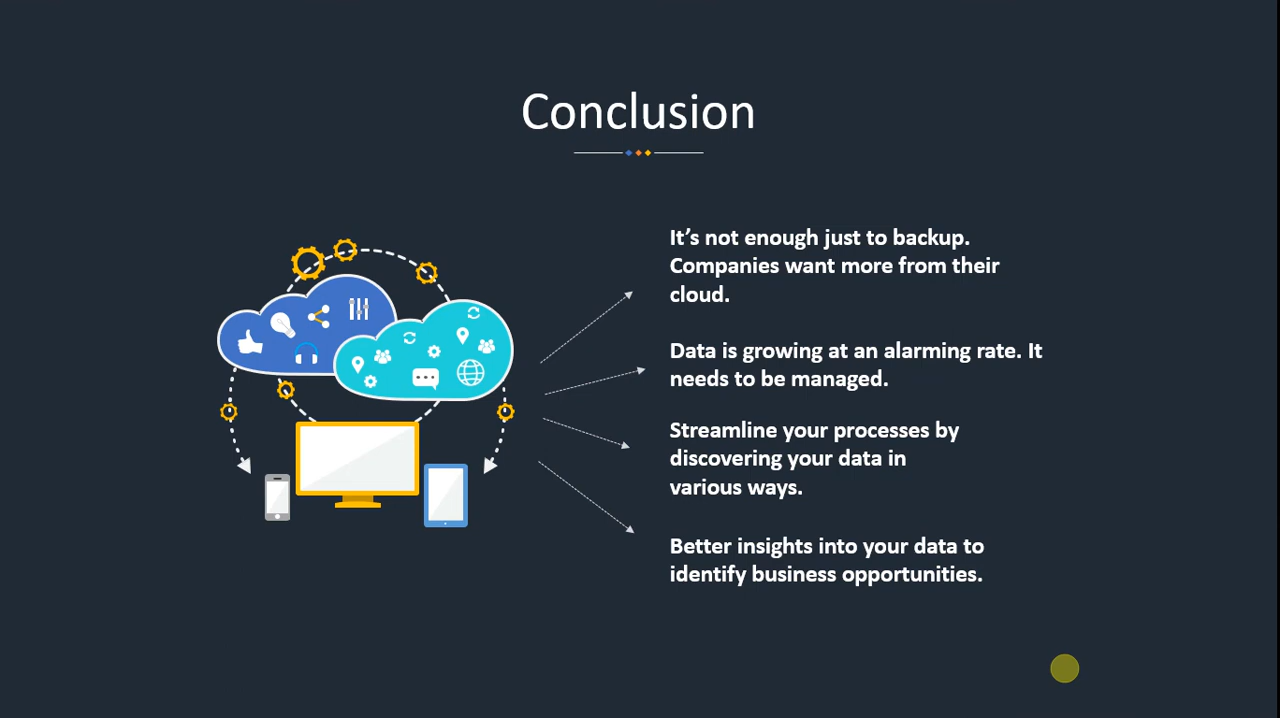 Conclusion
It’s not enough just to backup.
Companies want more from their
cloud.
Data is growing at an alarming rate. It
needs to be managed.
Streamline your processes by
discovering your data in
various ways.
Better insights into your data to
identify business opportunities.